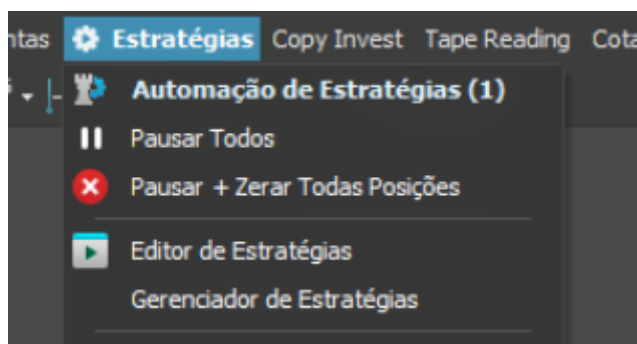 ntas Estratégias Copy Invest Tape Reading Cota
Automação de Estratégias (1)
Pausar Todos
Pausar + Zerar Todas Posições
Editor de Estratégias
Gerenciador de Estratégias